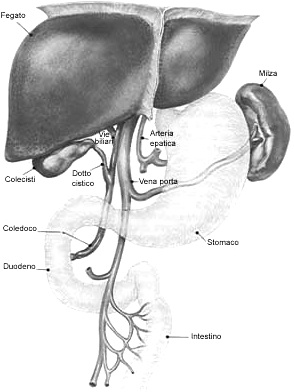 Fegato
Milza
Vie
biliari
Arteria
epatica
Colecisti
Dotto
cistico
Vena porta
Coledoco
Stomaco
Duodeno
Intestino